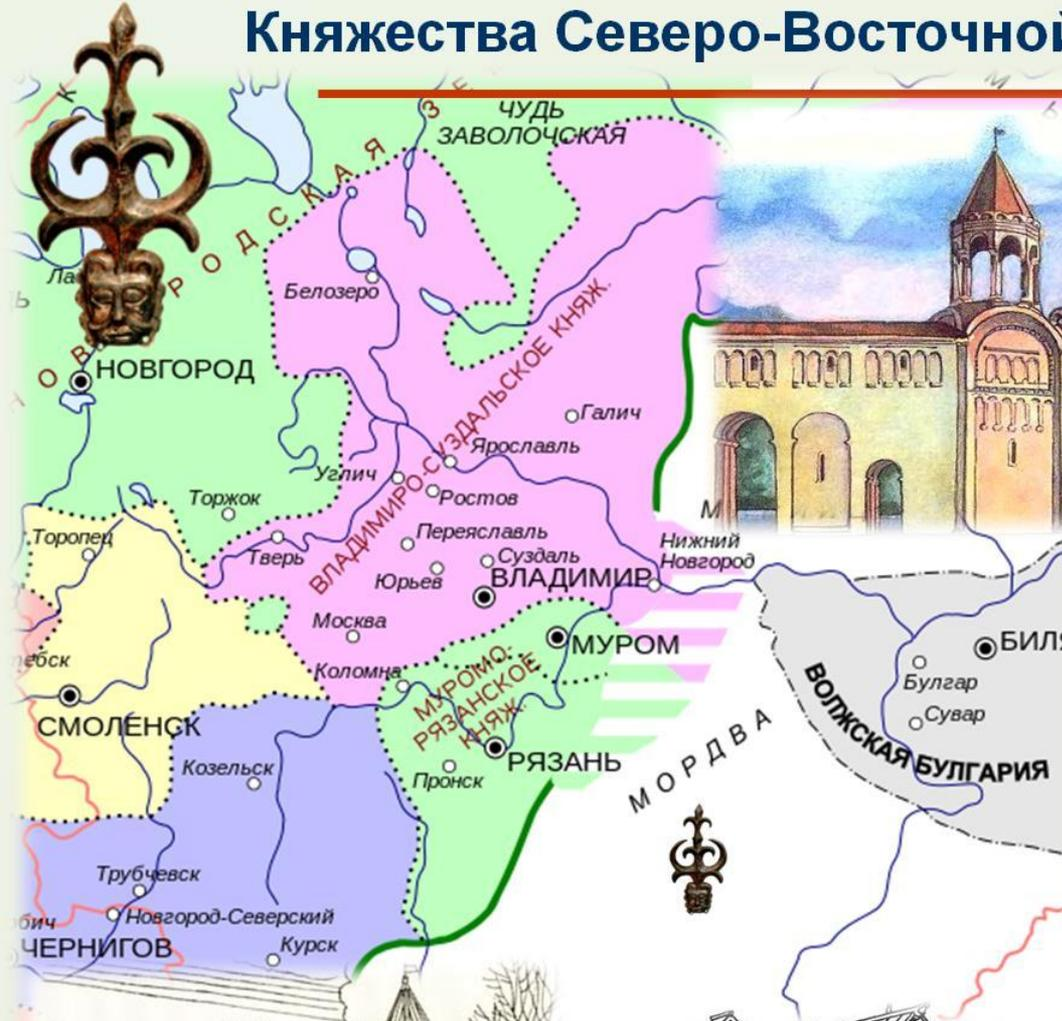 Княжества Северо-Восточной
ЧУДЬ
ЗАВОЛОЧСКАЯ
РОДСКАЯ
Белозеро
НОВГОРОД
Галич
Ярославль
ВЛАДИМИРО-СУЗДАЛЬСКОЕ КНЯЖ.
Углич
Ростов
Торжок
Торопец
Тверь
Переяславль
Суздаль
Нижний
Новгород
Юрьев
ВЛАДИМИР
Москва
МУРОМ
Коломна
МУРОМО-
РЯЗАНСКОЕ
КНЯЖ.
СМОЛЕНСК
РЯЗАНЬ
Пронск
Козельск
МОРДВА
Булгар
Сувар
ВОЛЖСКАЯ БУЛГАРИЯ
Трубчевск
Новгород-Северский
ЧЕРНИГОВ
Курск